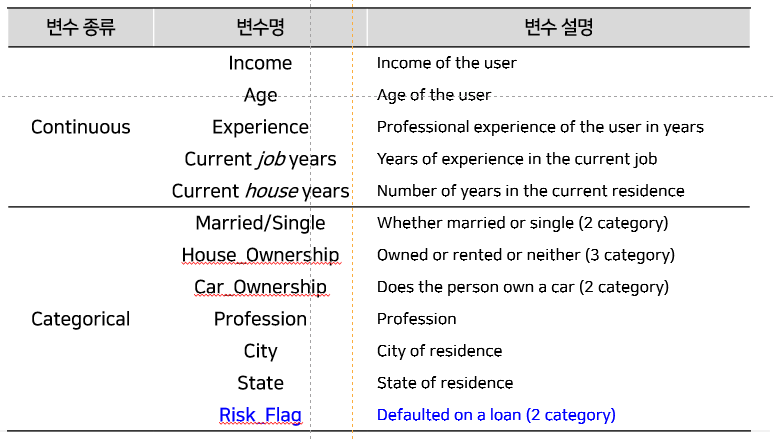 변수 종류 변수명 변수 설명
Income Income of the user
Age Age of the user
Continuous Experience Professional experience of the user in years
Current job years Years of experience in the current job
Current house years Number of years in the current residence
Married/Single Whether married or single (2 category)
House_Ownership Owned or rented or neither (3 category)
Car_Ownership Does the person own a car (2 category)
Categorical Profession Profession
City City of residence
State State of residence
Risk_Flag Defaulted on a loan (2 category)